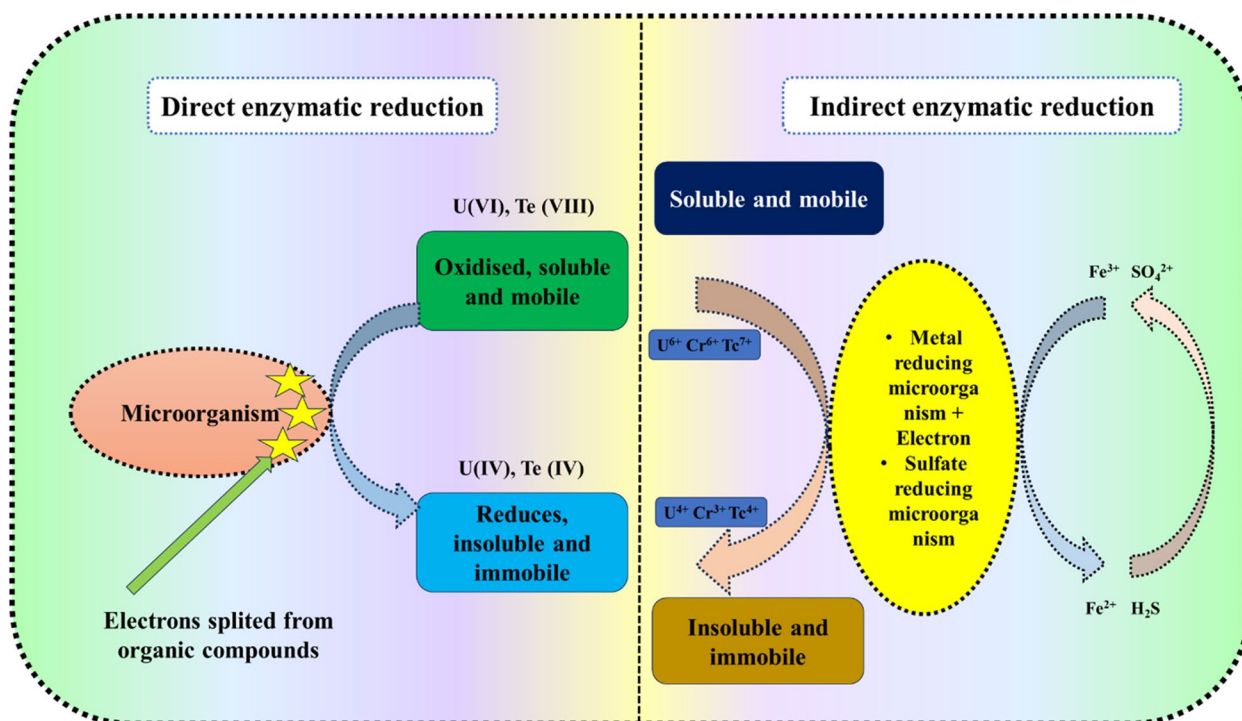 Direct enzymatic reduction
U(VI), Te (VIII)
Oxidised, soluble
and mobile
Microorganism
U(IV), Te (IV)
Reduces,
insoluble and
immobile
Electrons splited from
organic compounds
Indirect enzymatic reduction
Soluble and mobile
U⁶⁺ Cr⁶⁺ Tc⁷⁺
• Metal
reducing
microorga
nism +
Electron
• Sulfate
reducing
microorga
nism
U⁴⁺ Cr³⁺ Tc⁴⁺
Insoluble and
immobile
Fe³⁺ SO₄²⁺
Fe²⁺ H₂S